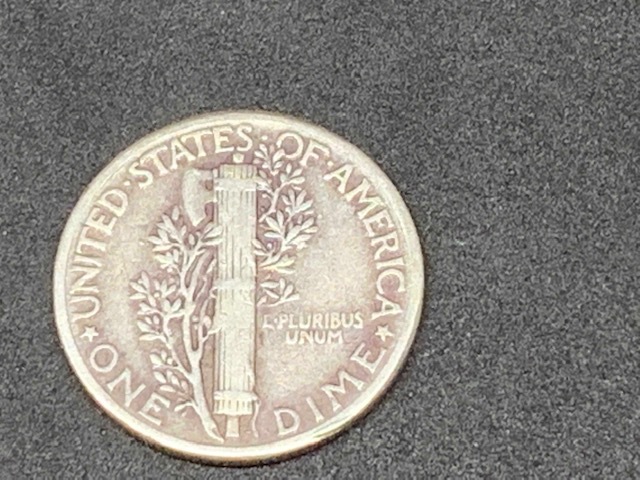 UNITED·STATES·OF·AMERICA
E·PLURIBUS
UNUM
ONE DIME